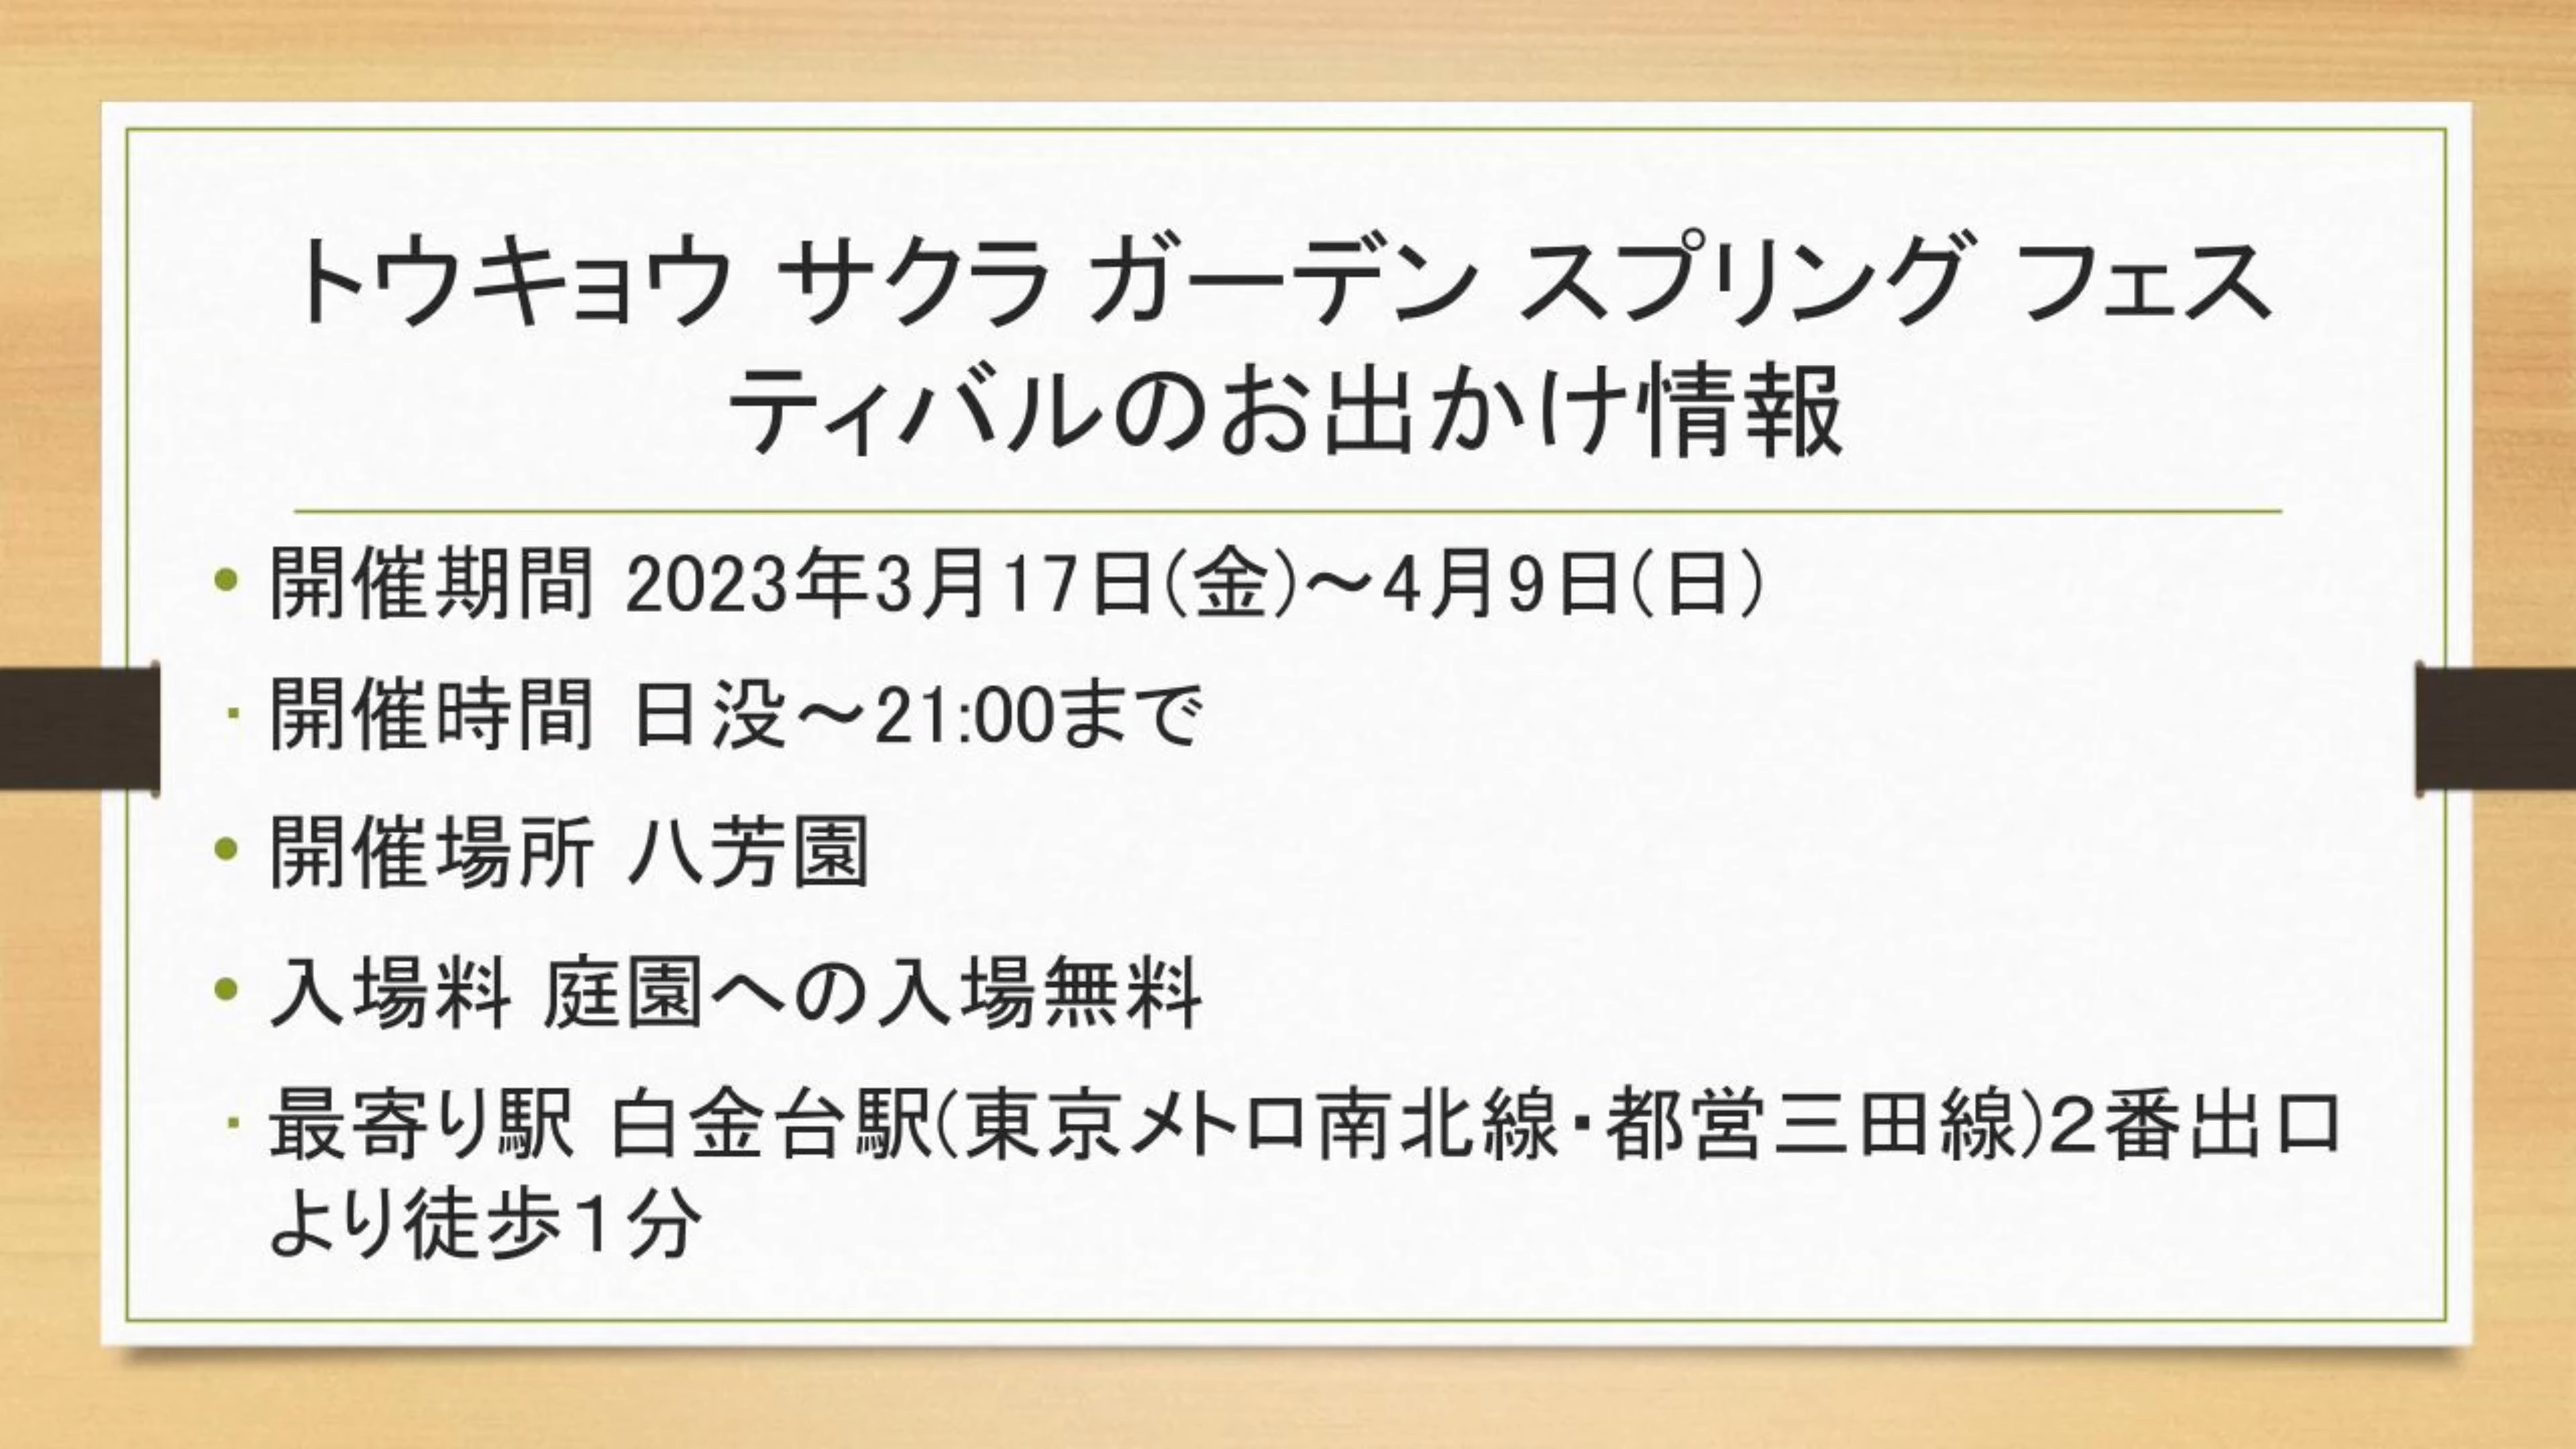 トウキョウ サクラ ガーデン スプリング フェス
ティバルのお出かけ情報
• 開催期間 2023年3月17日(金)～4月9日(日)
▪ 開催時間 日没～21:00まで
• 開催場所 八芳園
• 入場料 庭園への入場無料
▪ 最寄り駅 白金台駅(東京メトロ南北線・都営三田線)２番出口
より徒歩１分